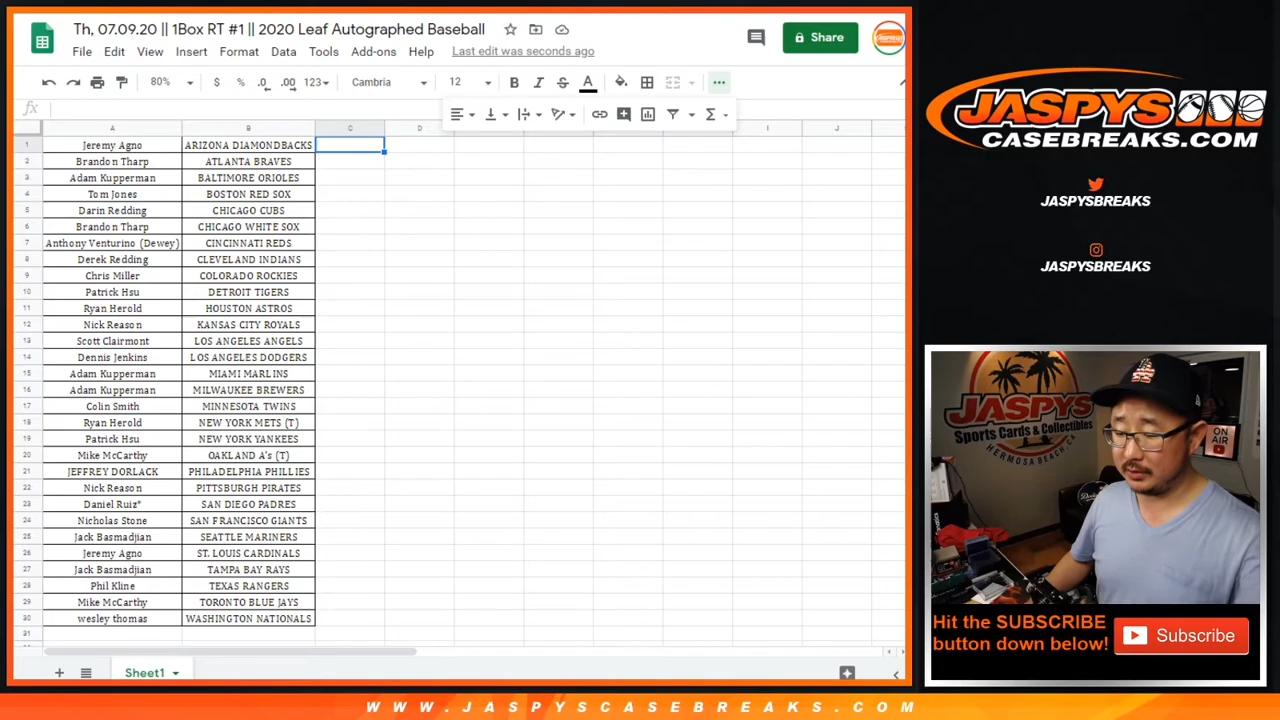 Th, 07.09.20 || 1Box RT #1 || 2020 Leaf Autographed Baseball
File Edit View Insert Format Data Tools Add-ons Help Last edit was seconds ago
Share
80% $ % .0 .00 123 Cambria 12 B I S A
fx
A B C D I J
1 Jeremy Agno ARIZONA DIAMONDBACKS
2 Brandon Tharp ATLANTA BRAVES
3 Adam Kupperman BALTIMORE ORIOLES
4 Tom Jones BOSTON RED SOX
5 Darin Redding CHICAGO CUBS
6 Brandon Tharp CHICAGO WHITE SOX
7 Anthony Venturino (Dewey) CINCINNATI REDS
8 Derek Redding CLEVELAND INDIANS
9 Chris Miller COLORADO ROCKIES
10 Patrick Hsu DETROIT TIGERS
11 Ryan Herold HOUSTON ASTROS
12 Nick Reason KANSAS CITY ROYALS
13 Scott Clairmont LOS ANGELES ANGELS
14 Dennis Jenkins LOS ANGELES DODGERS
15 Adam Kupperman MIAMI MARLINS
16 Adam Kupperman MILWAUKEE BREWERS
17 Colin Smith MINNESOTA TWINS
18 Ryan Herold NEW YORK METS (T)
19 Patrick Hsu NEW YORK YANKEES
20 Mike McCarthy OAKLAND A's (T)
21 JEFFREY DORLACK PHILADELPHIA PHILLIES
22 Nick Reason PITTSBURGH PIRATES
23 Daniel Ruiz* SAN DIEGO PADRES
24 Nicholas Stone SAN FRANCISCO GIANTS
25 Jack Basmadjian SEATTLE MARINERS
26 Jeremy Agno ST. LOUIS CARDINALS
27 Jack Basmadjian TAMPA BAY RAYS
28 Phil Kline TEXAS RANGERS
29 Mike McCarthy TORONTO BLUE JAYS
30 wesley thomas WASHINGTON NATIONALS
31
Sheet1
JASPYS
CASEBREAKS.COM
JASPYSBREAKS
JASPYSBREAKS
JASPYS
Sports Cards & Collectibles
HERMOSA BEACH, CA
ON AIR
Hit the SUBSCRIBE
button down below!
Subscribe
WWW.JASPYSCASEBREAKS.COM